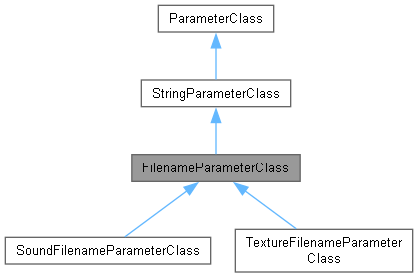 ParameterClass
StringParameterClass
FilenameParameterClass
SoundFilenameParameterClass
TextureFilenameParameter
Class